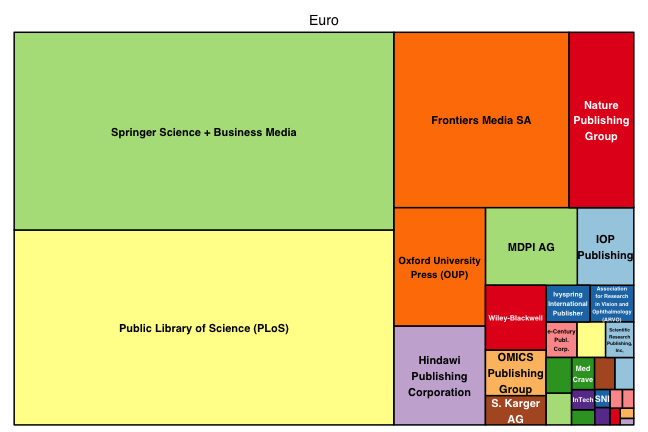 Euro
Springer Science + Business Media
Public Library of Science (PLoS)
Frontiers Media SA
Nature
Publishing
Group
Oxford University
Press (OUP)
Hindawi
Publishing
Corporation
MDPI AG
IOP
Publishing
Wiley-Blackwell
OMICS
Publishing
Group
S. Karger
AG
Ivyspring
International
Publisher
Association
for Research
in Vision and
Ophthalmology
(ARVO)
e-Century
Publ.
Corp.
Scientific
Research
Publishing,
Inc,
Med
Crave
InTech
SNI